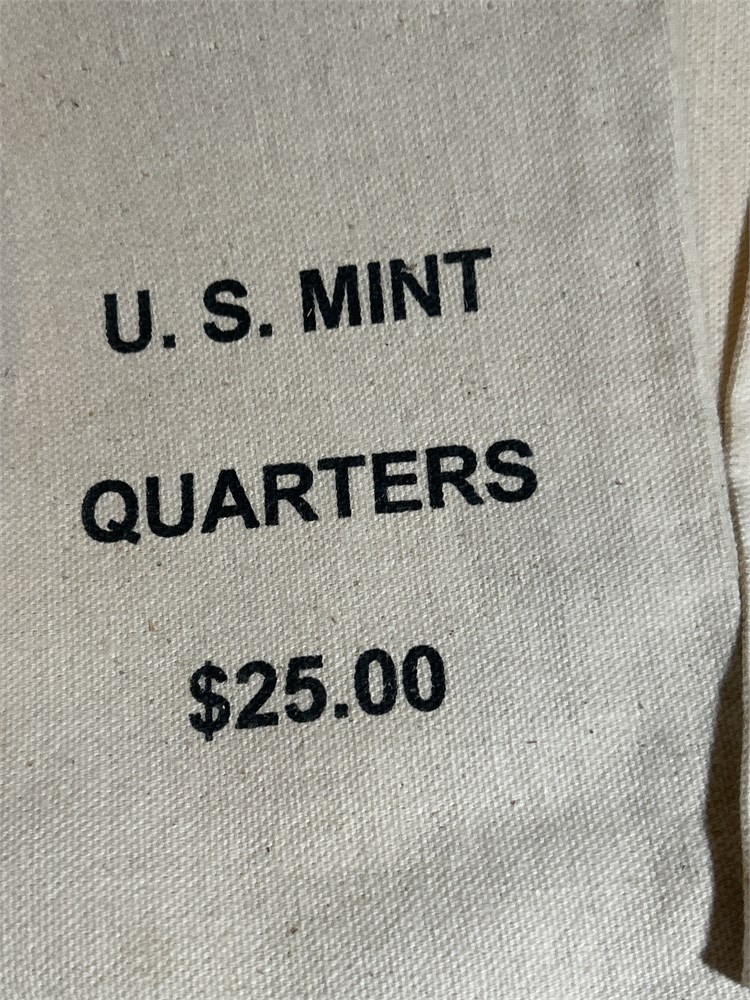 U. S. MINT
QUARTERS
$25.00